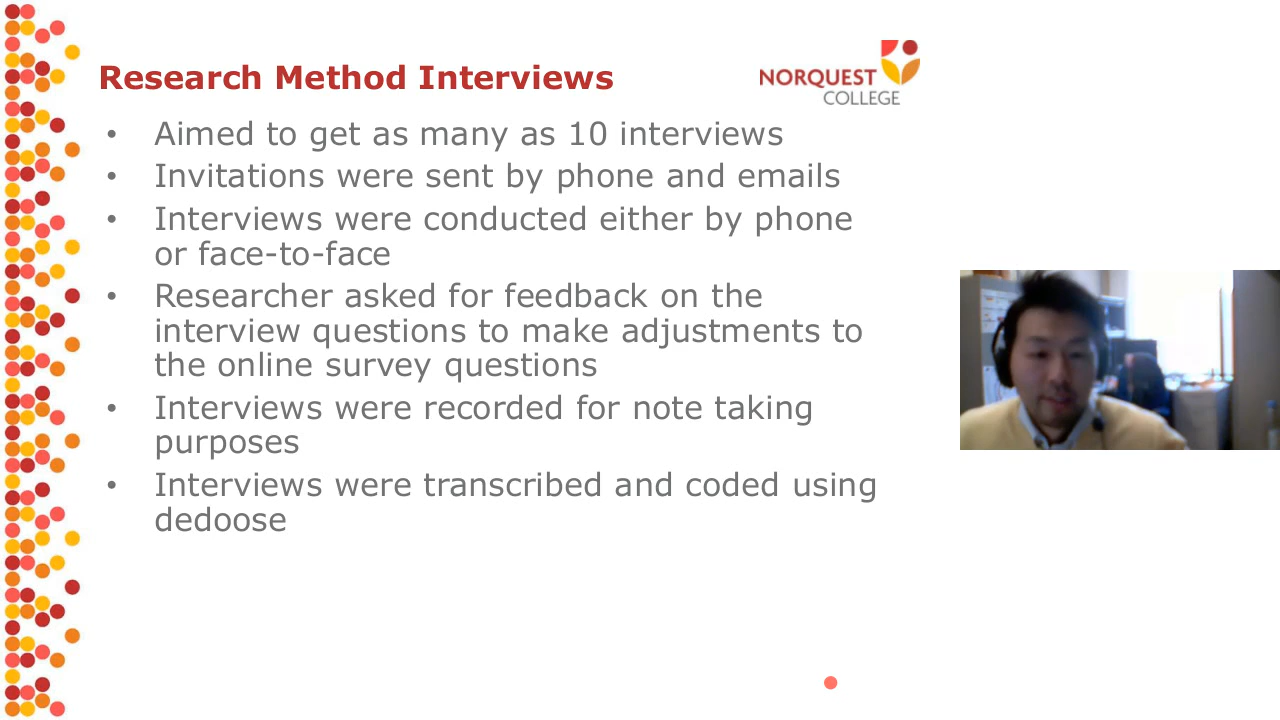 Research Method Interviews
NORQUEST
COLLEGE
• Aimed to get as many as 10 interviews
• Invitations were sent by phone and emails
• Interviews were conducted either by phone
or face-to-face
• Researcher asked for feedback on the
interview questions to make adjustments to
the online survey questions
• Interviews were recorded for note taking
purposes
• Interviews were transcribed and coded using
dedoose